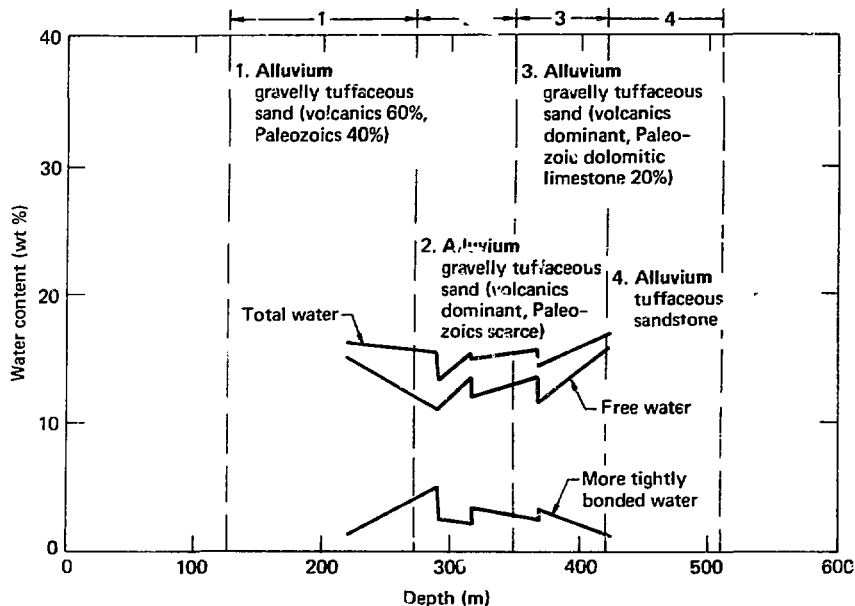 1
3
4
40
30
20
10
0
Water content (wt %)
1. Alluvium
gravelly tuffaceous
sand (volcanics 60%,
Paleozoics 40%)
3. Alluvium
gravelly tuffaceous
sand (volcanics
dominant, Paleo-
zoic dolomitic
limestone 20%)
2. Alluvium
gravelly tuffaceous
sand (volcanics
dominant, Paleo-
zoics scarce)
4. Alluvium
tuffaceous
sandstone
Total water
Free water
More tightly
bonded water
0 100 200 300 400 500 600
Depth (m)